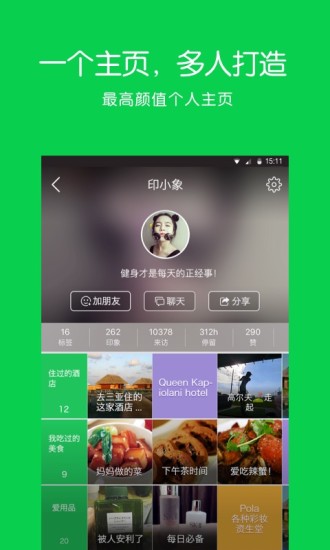 一个主页，多人打造
最高颜值个人主页
15:11
印小象
健身才是每天的正经事！
加朋友
聊天
分享
16 262 10378 312h 290
标签 印象 来访 停留 赞
住过的酒店
12
去三亚住的这家酒店 ...
Queen Kap-
iolani hotel
高尔夫 走起
我吃过的美食
9
妈妈做的菜
下午茶时间
爱吃辣蟹！
爱用品
20
被人安利了
每日必备
Pola
各种彩妆
资生堂